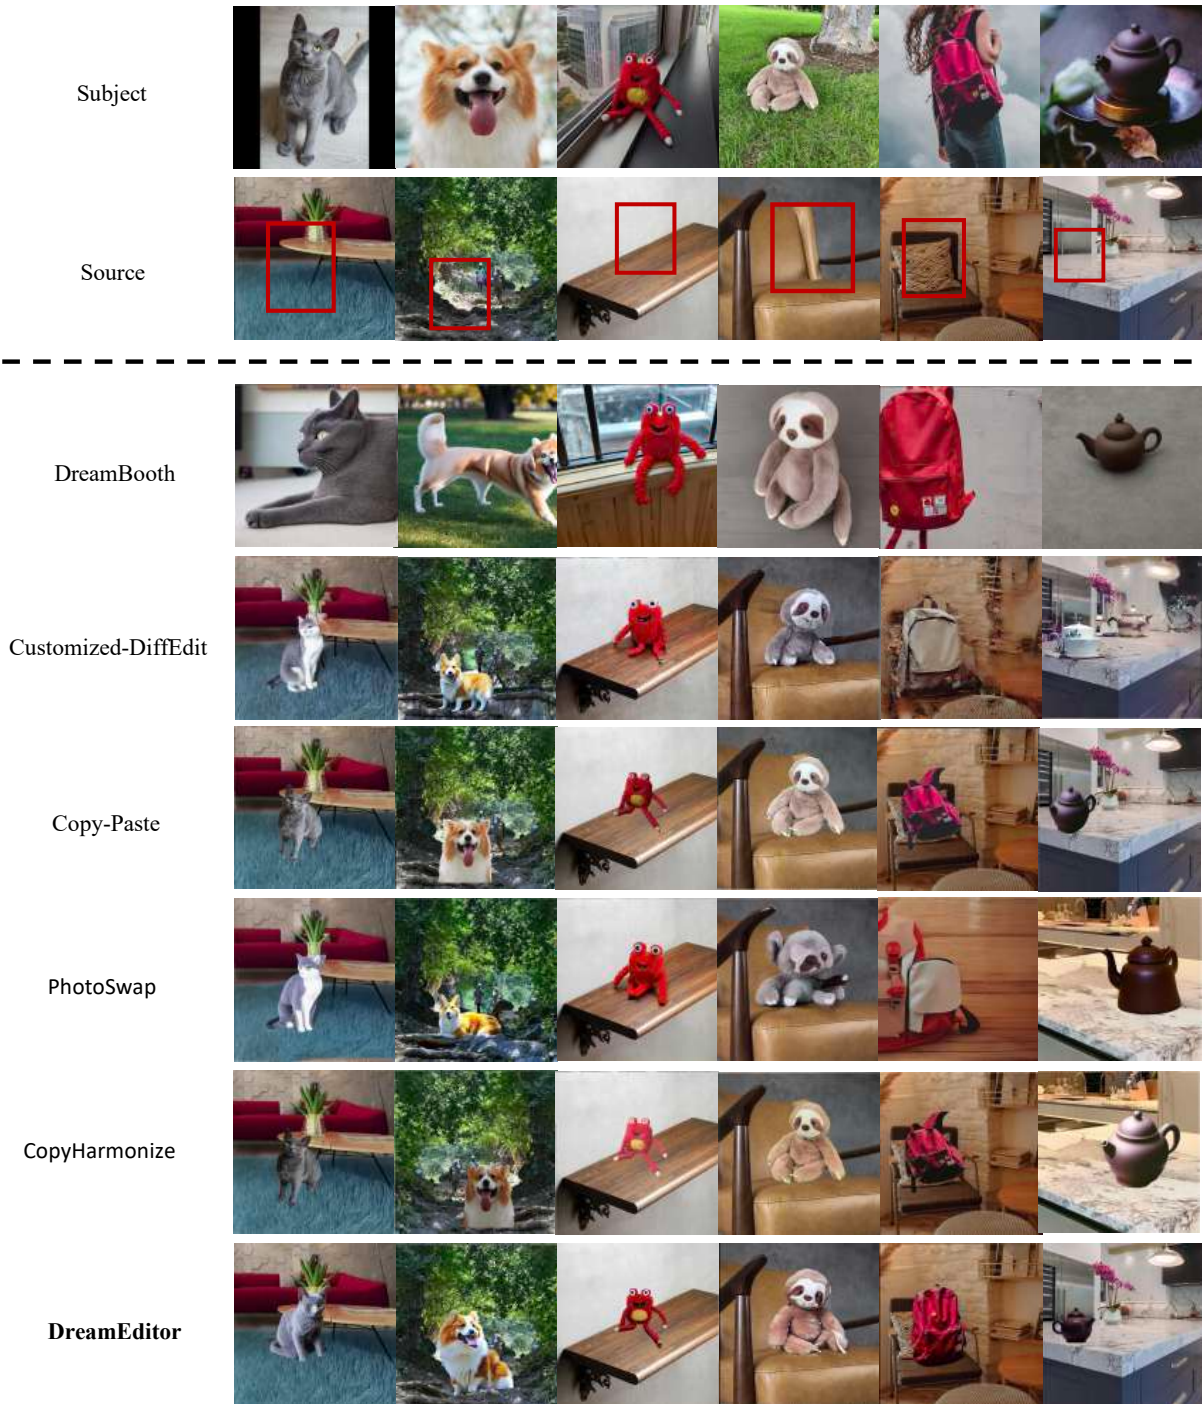 Subject
Source
DreamBooth
Customized-DiffEdit
Copy-Paste
PhotoSwap
CopyHarmonize
DreamEditor